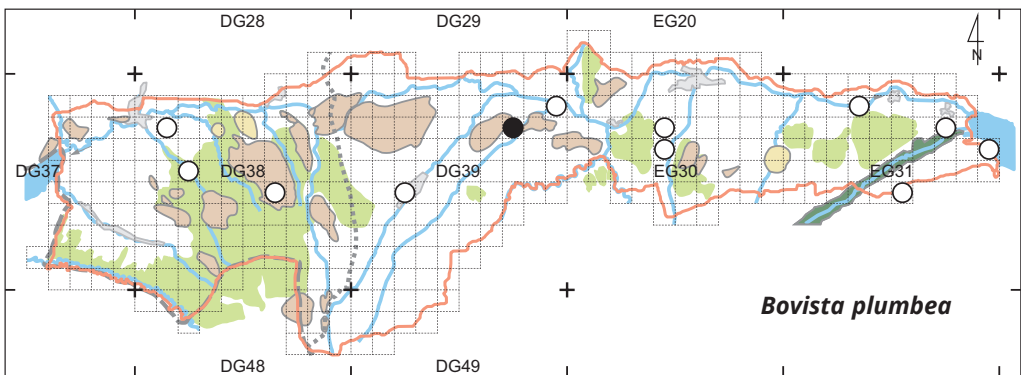 DG28 DG29 EG20
N
DG37 DG38 DG39 EG30 EG31
Bovista plumbea
DG48 DG49